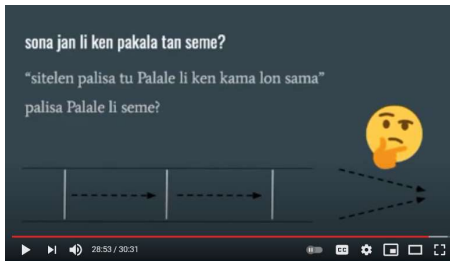 sona jan li ken pakala tan seme?
“sitelen palisa tu Palale li ken kama lon sama”
palisa Palale li seme?
28:53 / 30:31
CC